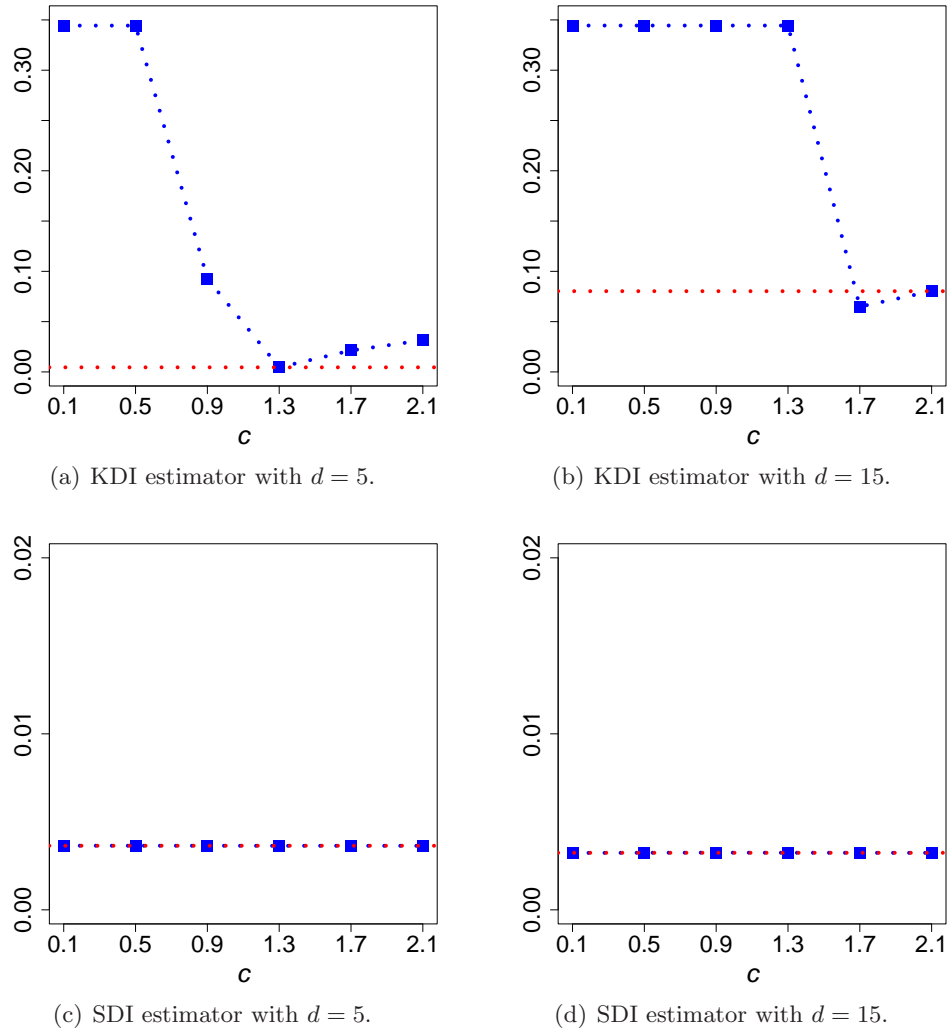 0.30
0.20
0.10
0.00
0.1 0.5 0.9 1.3 1.7 2.1
c
(a) KDI estimator with d = 5.
0.30
0.20
0.10
0.00
0.1 0.5 0.9 1.3 1.7 2.1
c
(b) KDI estimator with d = 15.
0.02
0.01
0.00
0.1 0.5 0.9 1.3 1.7 2.1
c
(c) SDI estimator with d = 5.
0.02
0.01
0.00
0.1 0.5 0.9 1.3 1.7 2.1
c
(d) SDI estimator with d = 15.